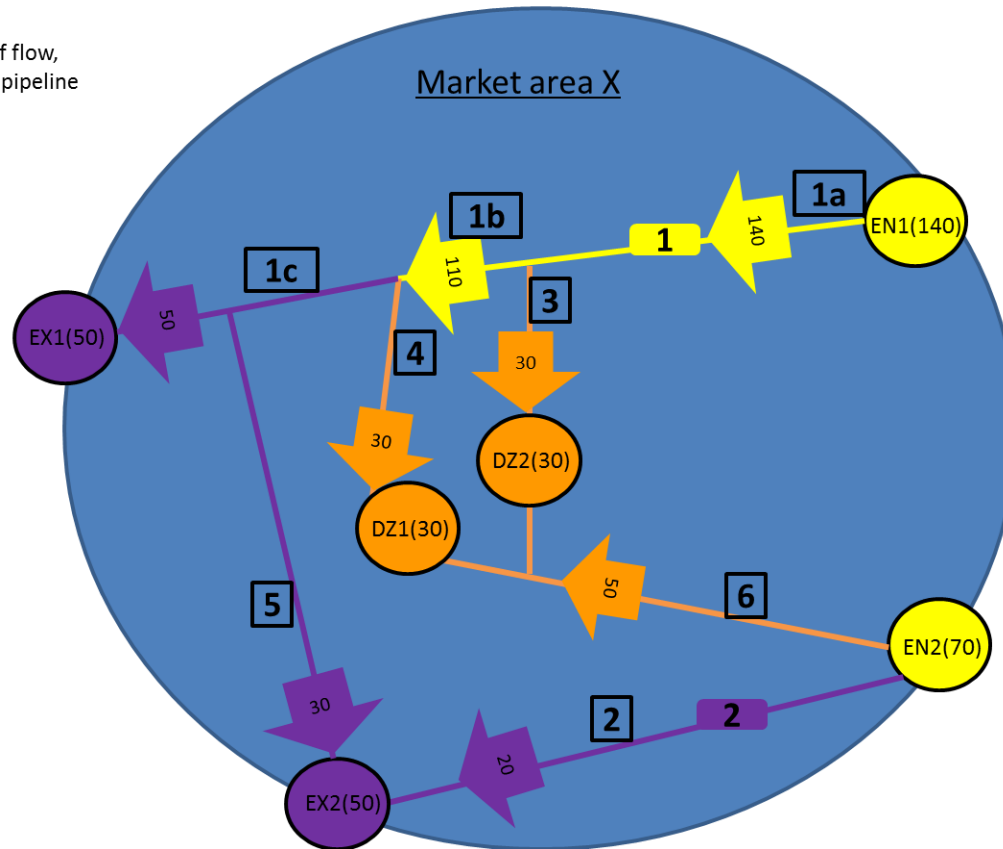 f flow,
pipeline
Market area X
1a
EN1(140)
140
1
1b
110
1c
3
50
EX1(50)
4
30
30
DZ2(30)
DZ1(30)
50
6
5
EN2(70)
30
2
2
20
EX2(50)